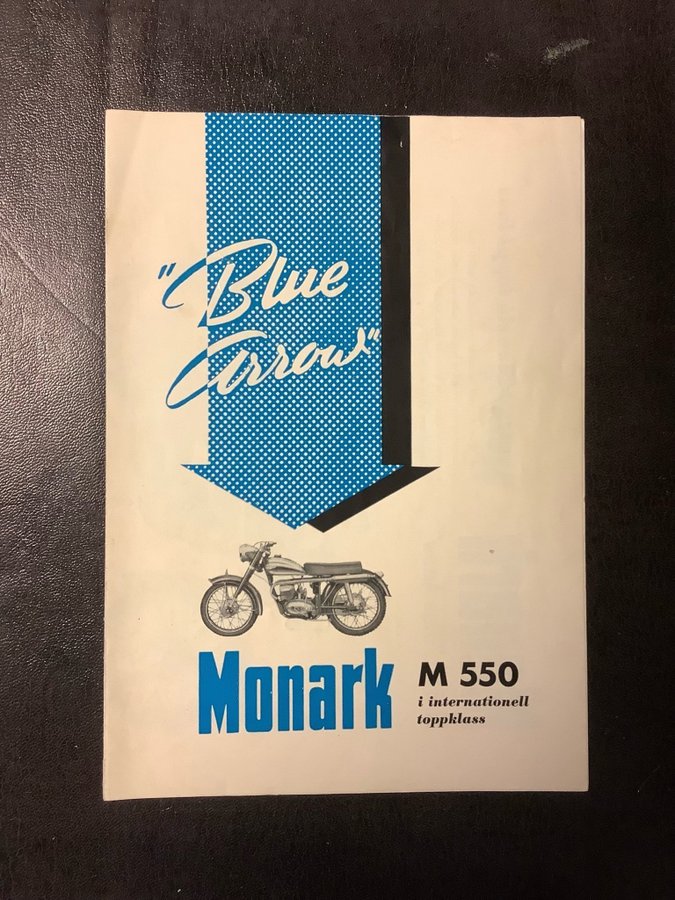 "Blue
Arrow"
Monark
M 550
i internationell
toppklass